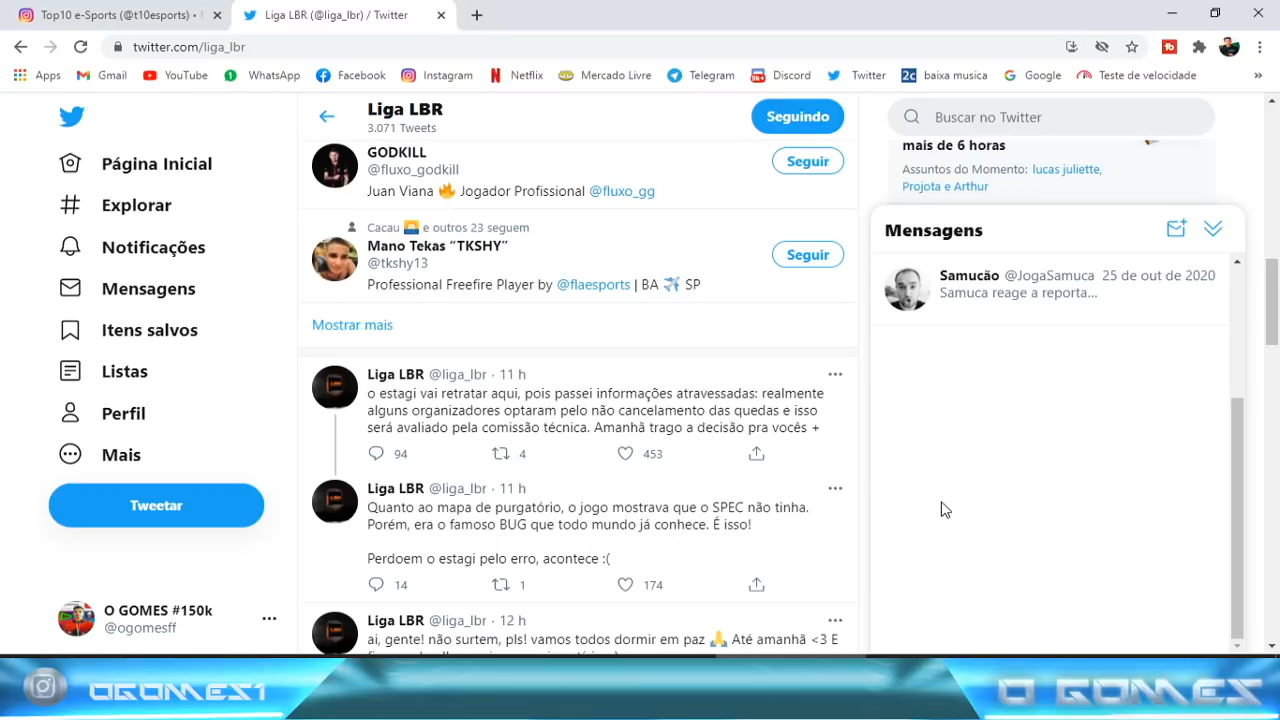 Top10 e-Sports (@t10esports) •
Liga LBR (@liga_lbr) / Twitter
twitter.com/liga_lbr
Apps Gmail YouTube WhatsApp Facebook Instagram Netflix Mercado Livre Telegram Discord Twitter baixa musica Google Teste de velocidade »
Liga LBR
3.071 Tweets
Seguindo
Página Inicial
Explorar
Notificações
Mensagens
Itens salvos
Listas
Perfil
Mais
Tweetar
O GOMES #150k
@ogomesff
GODKILL
@fluxo_godkill
Seguir
Juan Viana 🔥 Jogador Profissional @fluxo_gg
Cacau 🌅 e outros 23 seguem
Mano Tekas “TKSHY”
@tkshy13
Seguir
Professional Freefire Player by @flaesports | BA ✈️ SP
Mostrar mais
Liga LBR @liga_lbr · 11 h
o estagi vai retratar aqui, pois passei informações atravessadas: realmente
alguns organizadores optaram pelo não cancelamento das quedas e isso
será avaliado pela comissão técnica. Amanhã trago a decisão pra vocês +
94 4 453
Liga LBR @liga_lbr · 11 h
Quanto ao mapa de purgatório, o jogo mostrava que o SPEC não tinha.
Porém, era o famoso BUG que todo mundo já conhece. É isso!
Perdoem o estagi pelo erro, acontece :(
14 1 174
Liga LBR @liga_lbr · 12 h
ai, gente! não surtem, pls! vamos todos dormir em paz 🙏 Até amanhã <3 E
Buscar no Twitter
mais de 6 horas
Assuntos do Momento: lucas juliette,
Projota e Arthur
Mensagens
Samucão @JogaSamuca 25 de out de 2020
Samuca reage a reporta...
OGOMES1
O GOMES